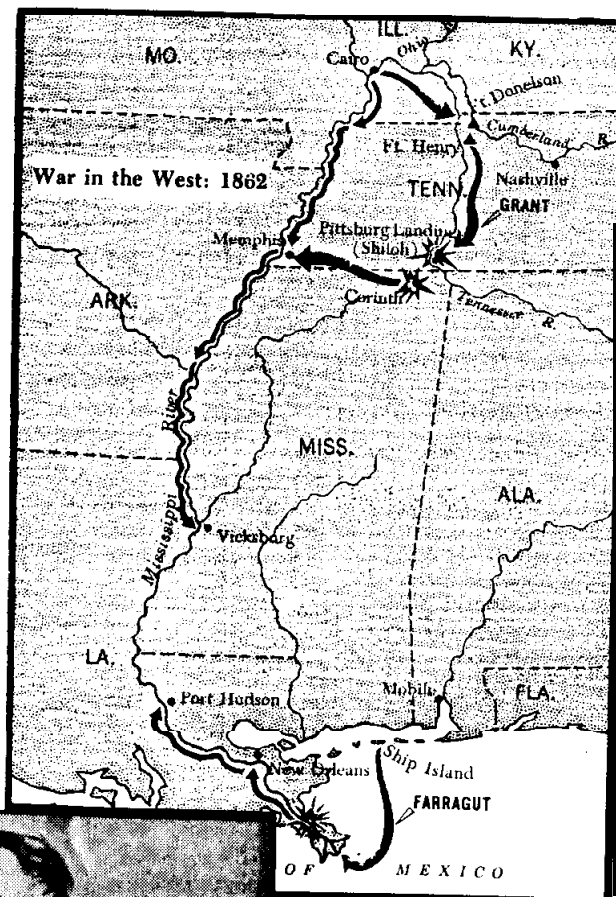 ILL.
MO.
Ohio
KY.
Cairo
Ft. Donelson
Cumberland R.
Ft. Henry
War in the West: 1862
TENN.
Nashville
GRANT
Pittsburg Landing
(Shiloh)
Memphis
Corinth
Tennessee R.
ARK.
River
MISS.
ALA.
Mississippi
Vicksburg
LA.
Port Hudson
Mobile
FLA.
New Orleans
Ship Island
FARRAGUT
OF MEXICO